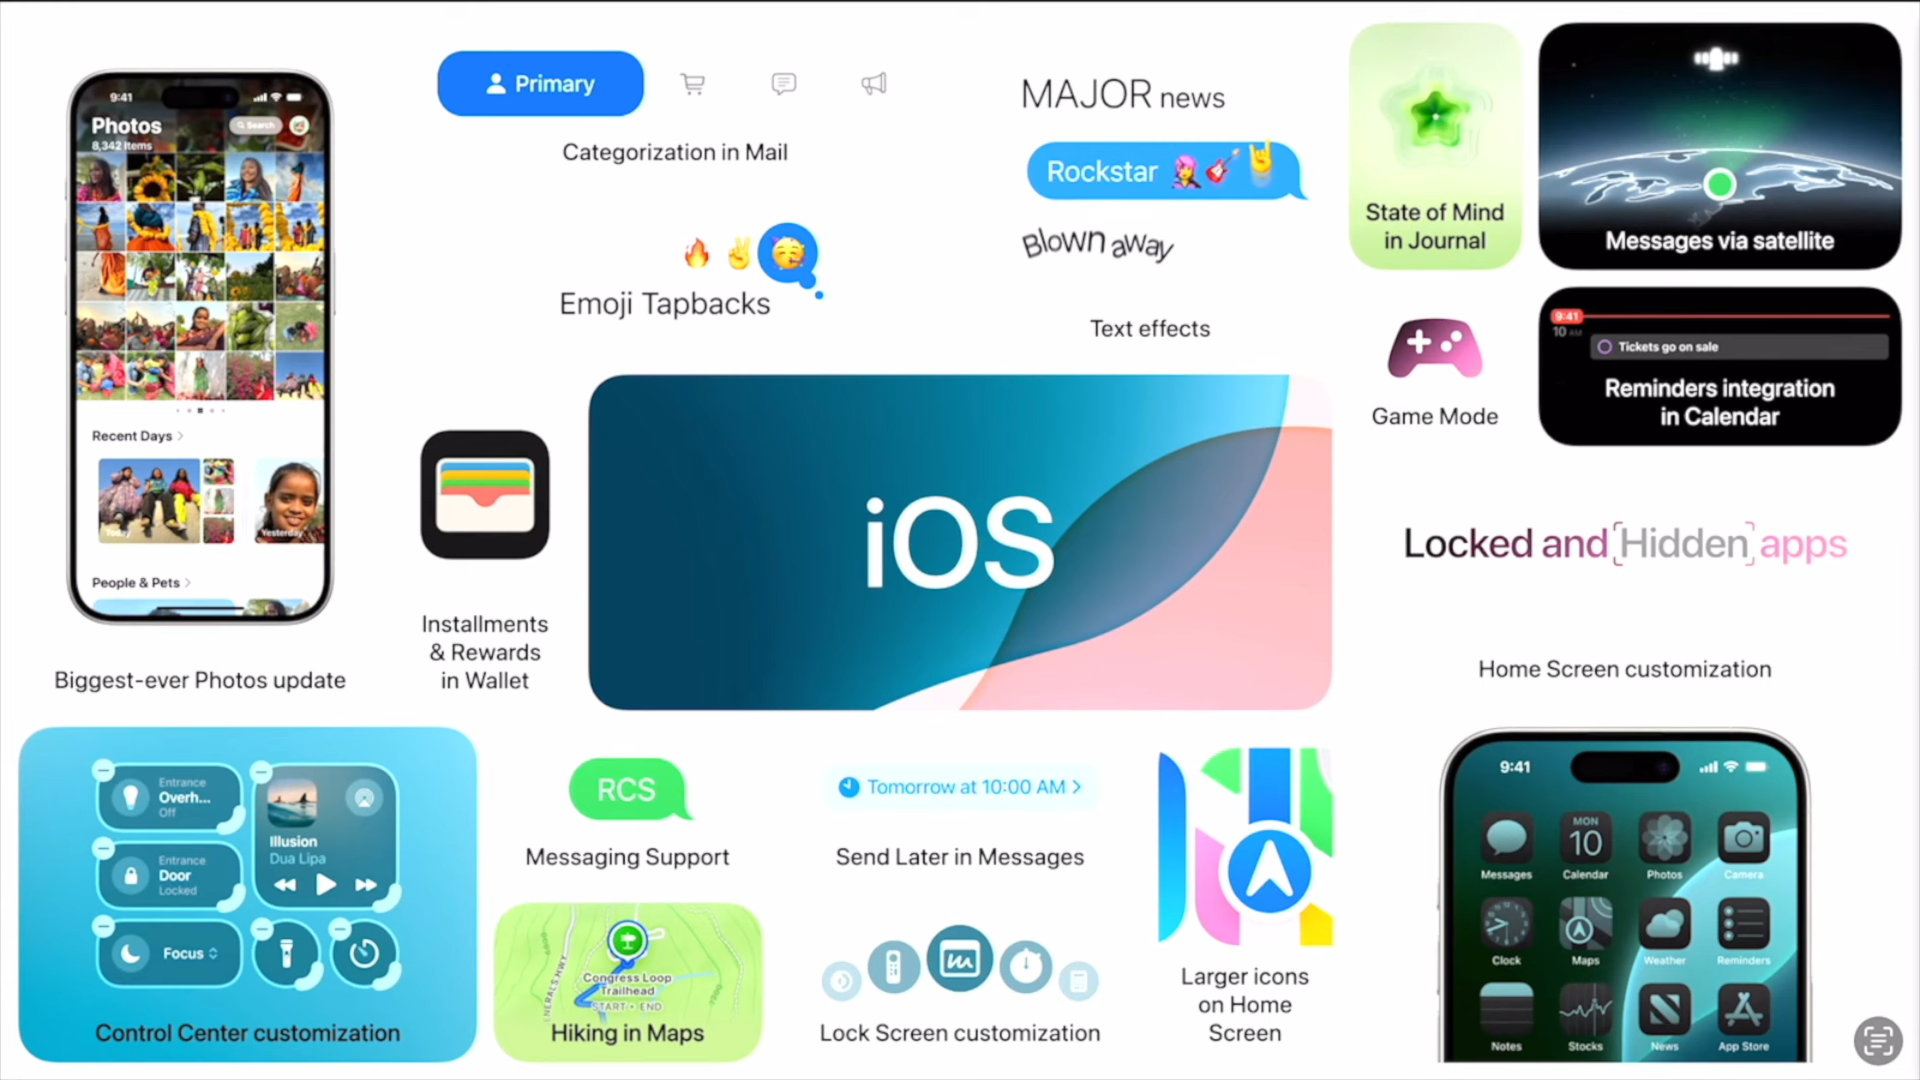 9:41
Photos
Search
8,342 Items
Recent Days >
Today
Yesterday
People & Pets >
Biggest-ever Photos update
Primary
Categorization in Mail
Emoji Tapbacks
MAJOR news
Rockstar
Blown away
Text effects
State of Mind
in Journal
Messages via satellite
Game Mode
9:41
10 AM
Tickets go on sale
Reminders integration
in Calendar
Installments
& Rewards
in Wallet
iOS
Locked and Hidden apps
Home Screen customization
Entrance
Overh...
Off
Illusion
Dua Lipa
Entrance
Door
Locked
Focus
Control Center customization
RCS
Messaging Support
Congress Loop
Trailhead
START • END
Hiking in Maps
Tomorrow at 10:00 AM >
Send Later in Messages
Lock Screen customization
Larger icons
on Home
Screen
9:41
MON
10
Messages
Calendar
Photos
Camera
Clock
Maps
Weather
Reminders
Notes
Stocks
News
App Store